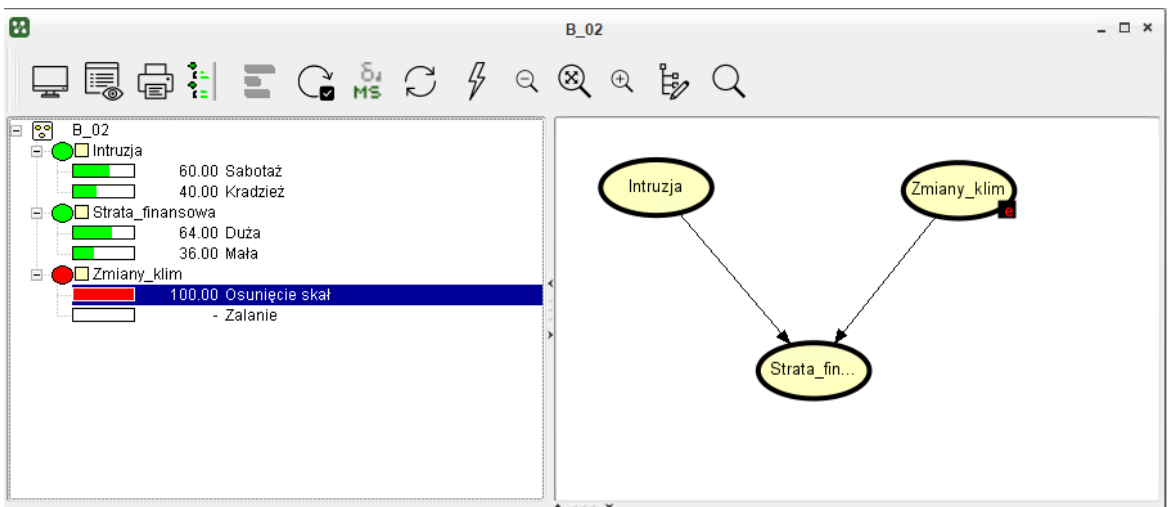 B_02
δ
MS
B_02
Intruzja
60.00 Sabotaż
40.00 Kradzież
Strata_finansowa
64.00 Duża
36.00 Mała
Zmiany_klim
100.00 Osunięcie skał
- Zalanie
Intruzja
Zmiany_klim
e
Strata_fin...